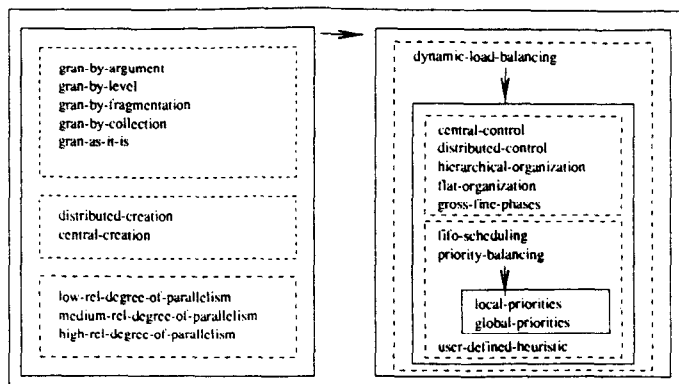 gran-by-argument
gran-by-level
gran-by-fragmentation
gran-by-collection
gran-as-it-is
distributed-creation
central-creation
low-rel-degree-of-parallelism
medium-rel-degree-of-parallelism
high-rel-degree-of-parallelism
dynamic-load-balancing
central-control
distributed-control
hierarchical-organization
flat-organization
gross-fine-phases
fifo-scheduling
priority-balancing
local-priorities
global-priorities
user-defined-heuristic